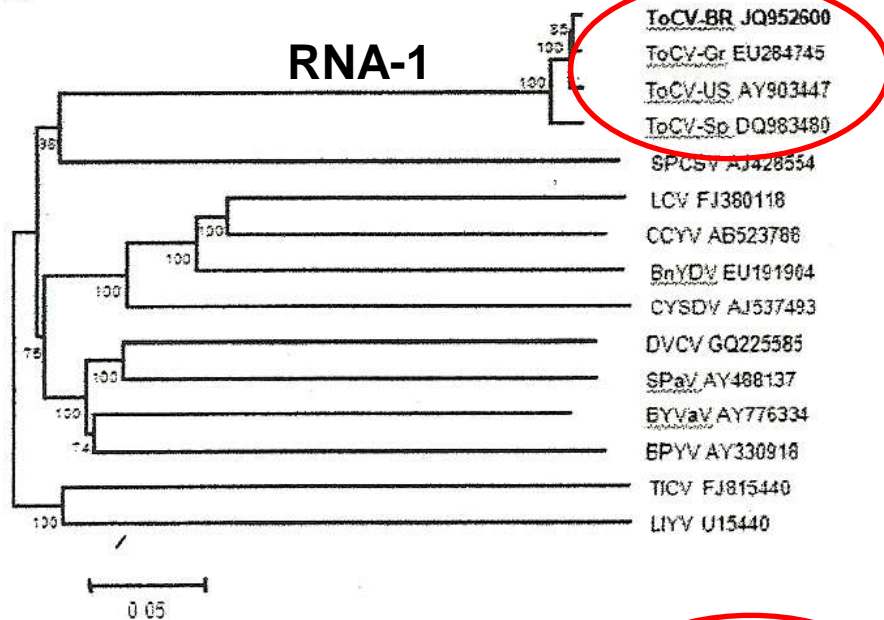 RNA-1
ToCV-BR JQ952600
ToCV-Gr EU284745
ToCV-US AY903447
ToCV-Sp DQ983480
SPCSV AJ428554
LCV FJ380118
CCYV AB523788
BnYDV EU191904
CYSDV AJ537493
DVCV GQ225585
SPaV AY488137
BYVaV AY776334
BPYV AY330918
TICV FJ815440
LIYV U15440
100
100
100
100
100
75
100
100
74
100
0.05